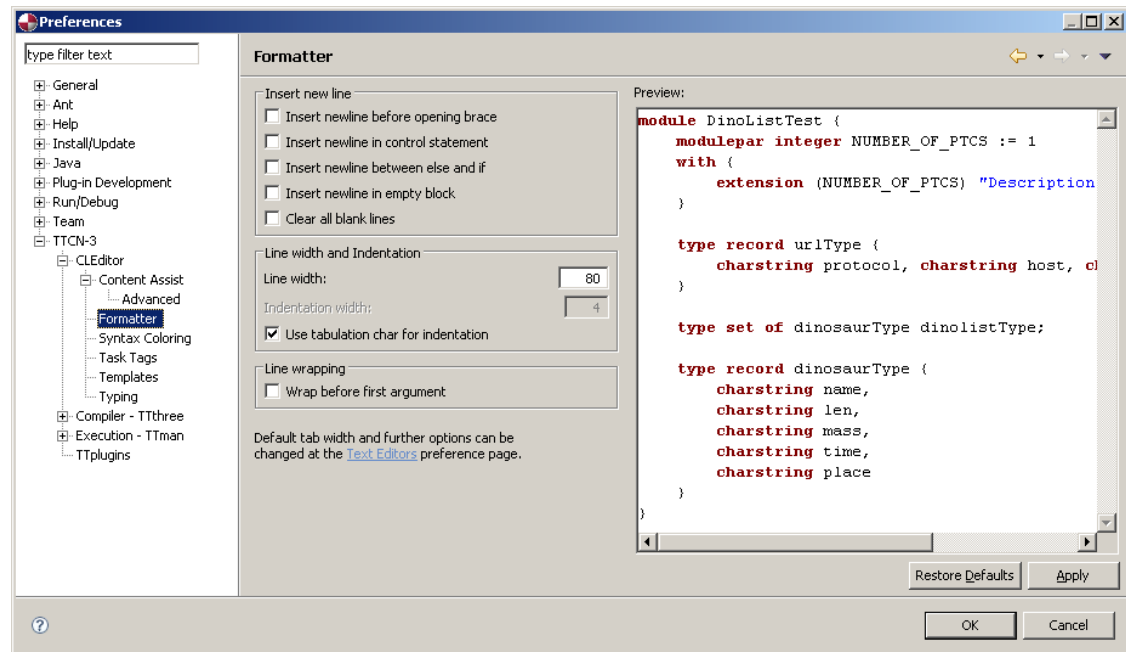 Preferences
type filter text
General
Ant
Help
Install/Update
Java
Plug-in Development
Run/Debug
Team
TTCN-3
CLEditor
Content Assist
Advanced
Formatter
Syntax Coloring
Task Tags
Templates
Typing
Compiler - TTthree
Execution - TTman
TTplugins
Formatter
Insert new line
Insert newline before opening brace
Insert newline in control statement
Insert newline between else and if
Insert newline in empty block
Clear all blank lines
Line width and Indentation
Line width: 80
Indentation width: 4
Use tabulation char for indentation
Line wrapping
Wrap before first argument
Default tab width and further options can be
changed at the Text Editors preference page.
Preview:
module DinoListTest {
modulepar integer NUMBER_OF_PTCS := 1
with {
extension (NUMBER_OF_PTCS) "Description
}
type record urlType {
charstring protocol, charstring host, cl
}
type set of dinosaurType dinolistType;
type record dinosaurType {
charstring name,
charstring len,
charstring mass,
charstring time,
charstring place
}
}
Restore Defaults Apply
? OK Cancel